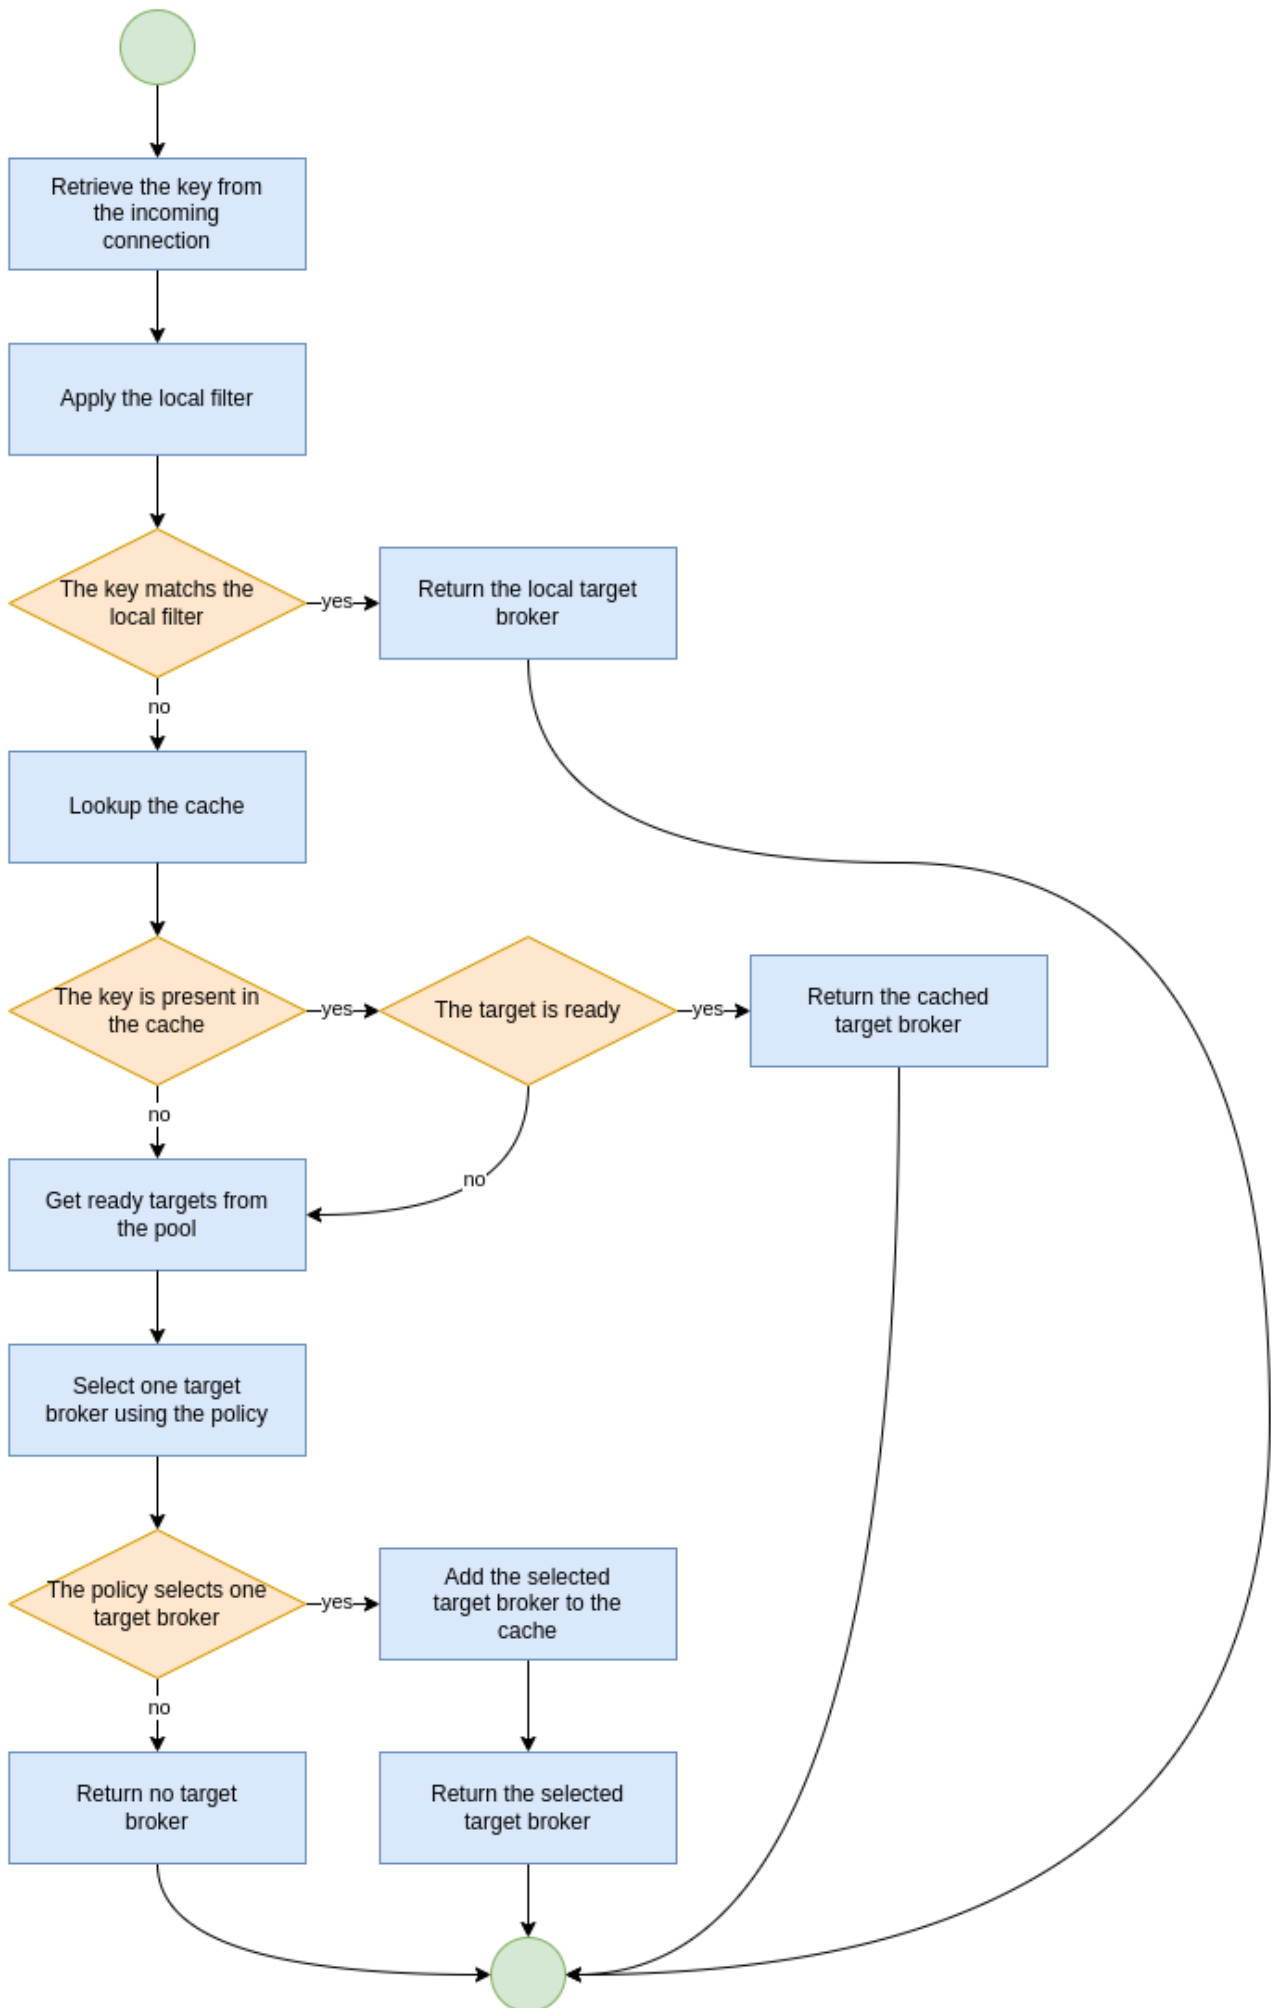 Retrieve the key from
the incoming
connection
Apply the local filter
The key matchs the
local filter
yes
Return the local target
broker
no
Lookup the cache
The key is present in
the cache
yes
The target is ready
yes
Return the cached
target broker
no
no
Get ready targets from
the pool
Select one target
broker using the policy
The policy selects one
target broker
yes
Add the selected
target broker to the
cache
no
Return no target
broker
Return the selected
target broker